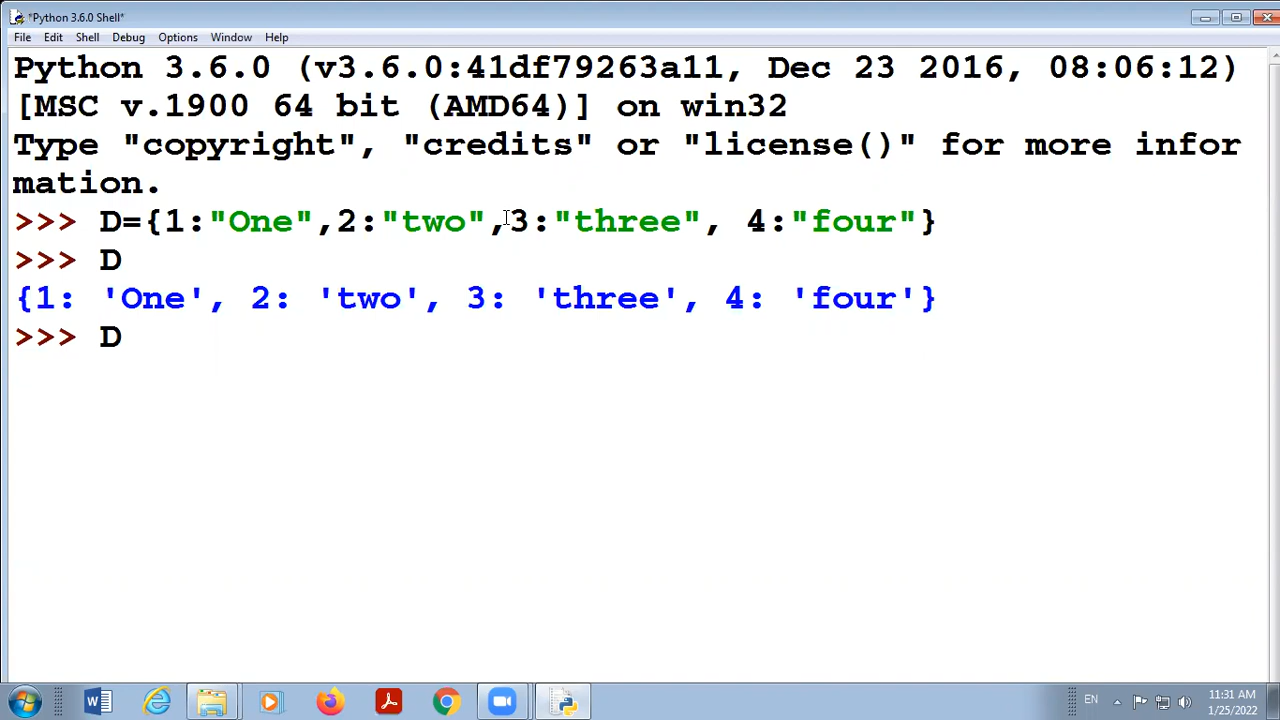 *Python 3.6.0 Shell*
File Edit Shell Debug Options Window Help
Python 3.6.0 (v3.6.0:41df79263a11, Dec 23 2016, 08:06:12)
[MSC v.1900 64 bit (AMD64)] on win32
Type "copyright", "credits" or "license()" for more infor
mation.
>>> D={1:"One",2:"two",3:"three", 4:"four"}
>>> D
{1: 'One', 2: 'two', 3: 'three', 4: 'four'}
>>> D
EN
11:31 AM
1/25/2022